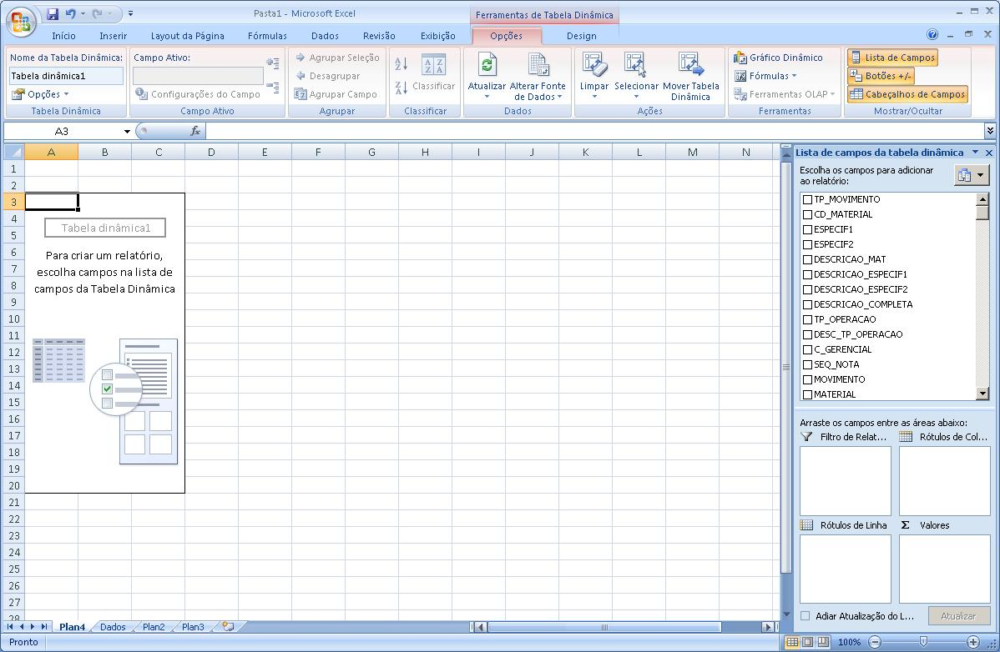 Pasta1 - Microsoft Excel
Ferramentas de Tabela Dinâmica
Início Inserir Layout da Página Fórmulas Dados Revisão Exibição Opções Design
Nome da Tabela Dinâmica:
Tabela dinâmica1
Opções
Tabela Dinâmica
Campo Ativo:
Configurações do Campo
Campo Ativo
Agrupar Seleção
Desagrupar
Agrupar Campo
Agrupar
Classificar
Classificar
Atualizar
Alterar Fonte
de Dados
Dados
Limpar
Selecionar
Mover Tabela
Dinâmica
Ações
Gráfico Dinâmico
Fórmulas
Ferramentas OLAP
Ferramentas
Lista de Campos
Botões +/-
Cabeçalhos de Campos
Mostrar/Ocultar
A3 fx
A B C D E F G H I J K L M N
1
2
3
4
5
6
7
8
9
10
11
12
13
14
15
16
17
18
19
20
21
22
23
24
25
26
27
28
Tabela dinâmica1
Para criar um relatório,
escolha campos na lista de
campos da Tabela Dinâmica
Lista de campos da tabela dinâmica
Escolha os campos para adicionar
ao relatório:
TP_MOVIMENTO
CD_MATERIAL
ESPECIF1
ESPECIF2
DESCRICAO_MAT
DESCRICAO_ESPECIF1
DESCRICAO_ESPECIF2
DESCRICAO_COMPLETA
TP_OPERACAO
DESC_TP_OPERACAO
C_GERENCIAL
SEQ_NOTA
MOVIMENTO
MATERIAL
Arraste os campos entre as áreas abaixo:
Filtro de Relat... Rótulos de Col...
Rótulos de Linha Σ Valores
Adiar Atualização do L... Atualizar
Plan4 Dados Plan2 Plan3
Pronto 100%